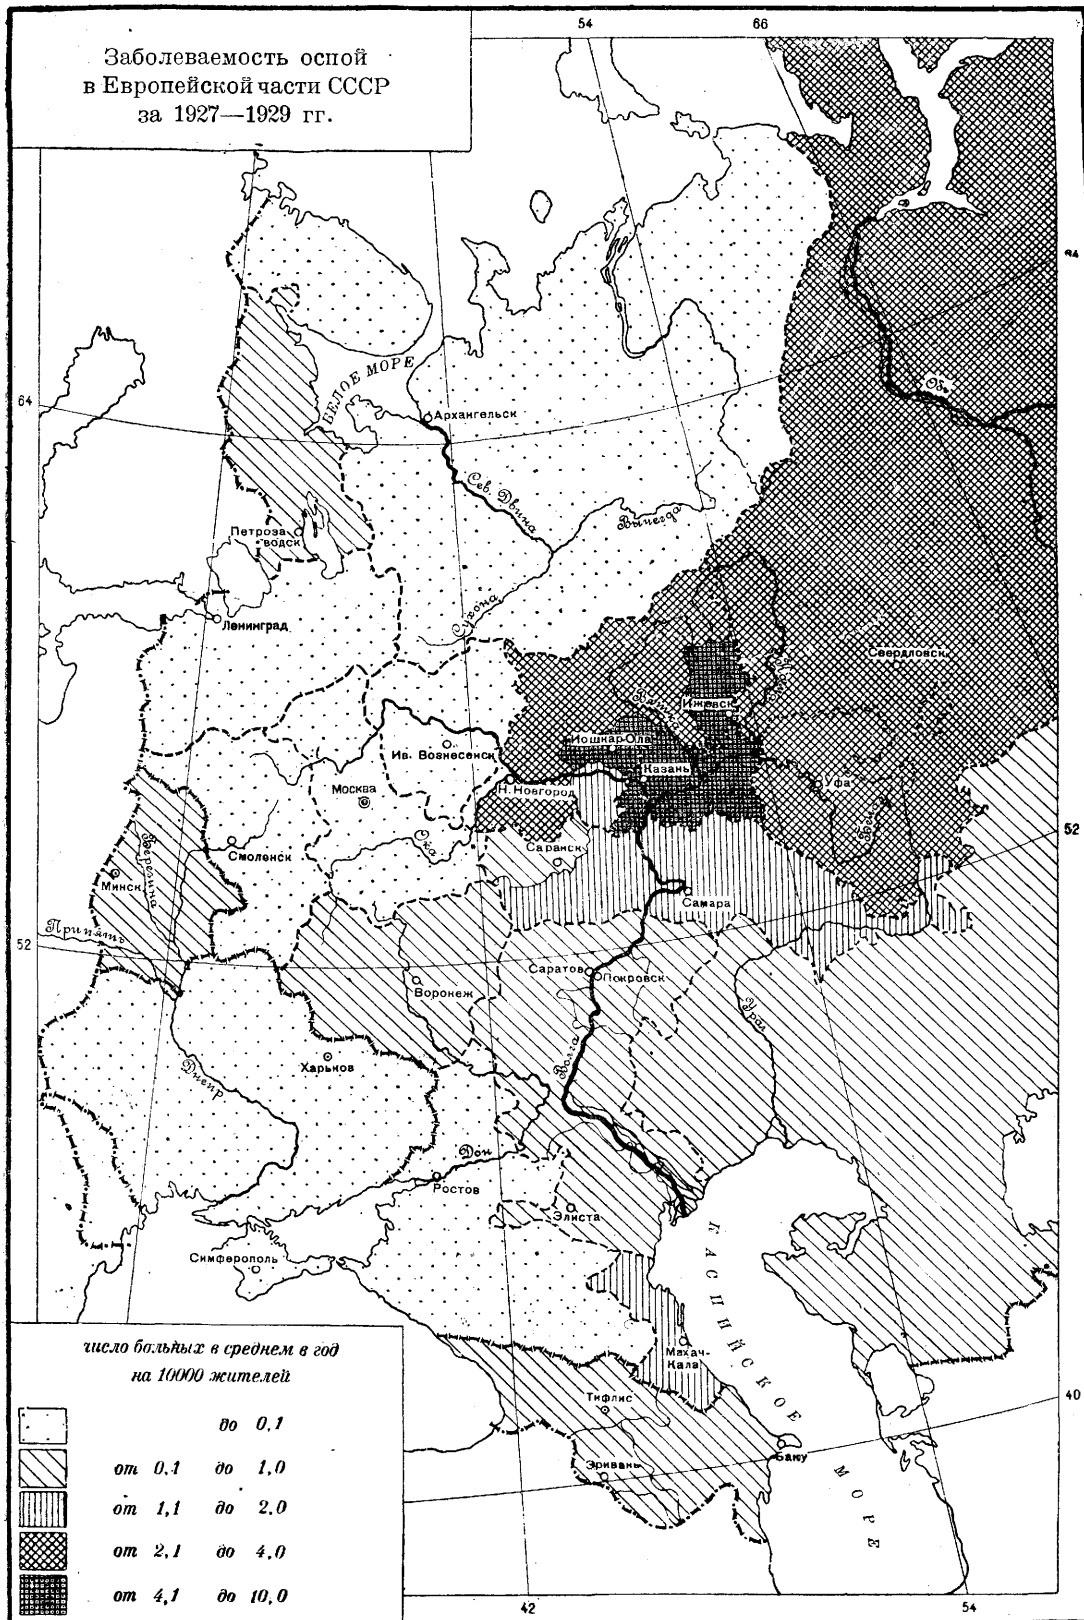 Заболеваемость оспой
в Европейской части СССР
за 1927—1929 гг.
54
66
64
64
БЕЛОЕ МОРЕ
Архангельск
Обь
Сев. Двина
Вычегда
Петроза-
водск
Сухона
Ленинград
Свердловск
Вятка
Ижевск
Иошкар-Ола
Ив. Вознесенск
Казань
Москва
Н. Новгород
Уфа
Ока
Саранск
Смоленск
Березина
Минск
52
Самара
Припять
52
Саратов
Покровск
Воронеж
Урал
Волга
Харьков
Днепр
Дон
Ростов
Элиста
Симферополь
КАСПИЙСКОЕ МОРЕ
Махач-
Кала
Тифлис
40
Баку
Эривань
42
54
число больных в среднем в год
на 10000 жителей
до 0,1
от 0,1 до 1,0
от 1,1 до 2,0
от 2,1 до 4,0
от 4,1 до 10,0